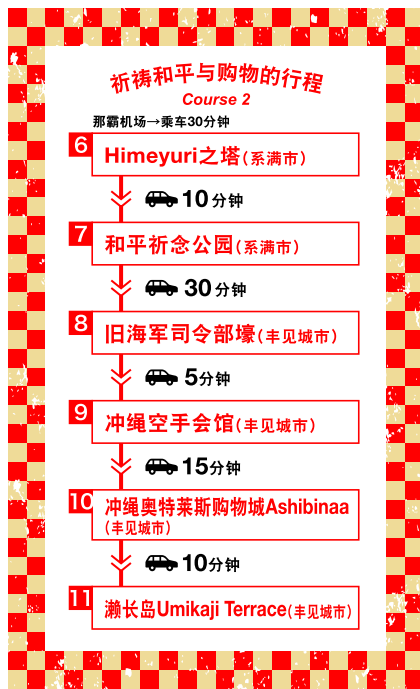 祈祷和平与购物的行程
Course 2
那霸机场→乘车30分钟
6
Himeyuri之塔(系满市)
10分钟
7
和平祈念公园(系满市)
30分钟
8
旧海军司令部壕(丰见城市)
5分钟
9
冲绳空手会馆(丰见城市)
15分钟
10
冲绳奥特莱斯购物城Ashibinaa
(丰见城市)
10分钟
11
濑长岛Umikaji Terrace(丰见城市)